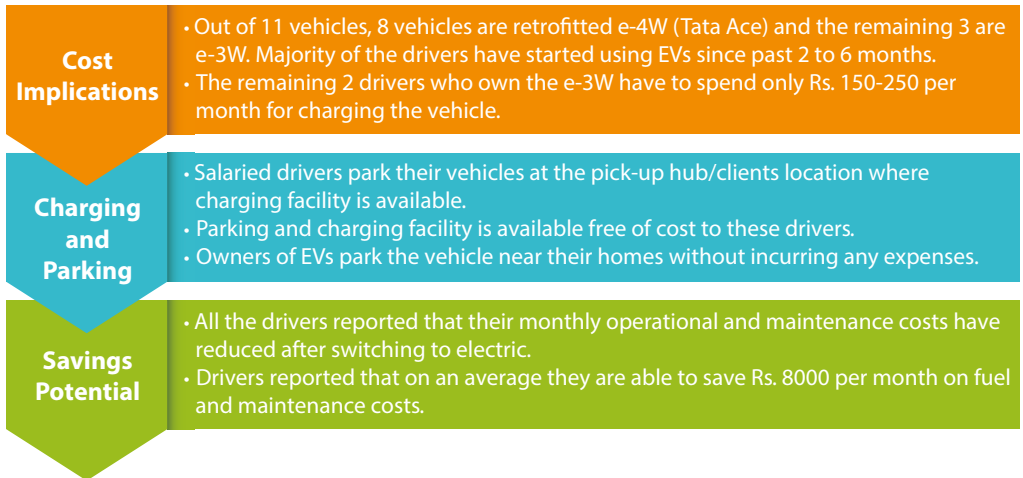 Cost
Implications
• Out of 11 vehicles, 8 vehicles are retrofitted e-4W (Tata Ace) and the remaining 3 are
e-3W. Majority of the drivers have started using EVs since past 2 to 6 months.
• The remaining 2 drivers who own the e-3W have to spend only Rs. 150-250 per
month for charging the vehicle.
Charging
and
Parking
• Salaried drivers park their vehicles at the pick-up hub/clients location where
charging facility is available.
• Parking and charging facility is available free of cost to these drivers.
• Owners of EVs park the vehicle near their homes without incurring any expenses.
Savings
Potential
• All the drivers reported that their monthly operational and maintenance costs have
reduced after switching to electric.
• Drivers reported that on an average they are able to save Rs. 8000 per month on fuel
and maintenance costs.